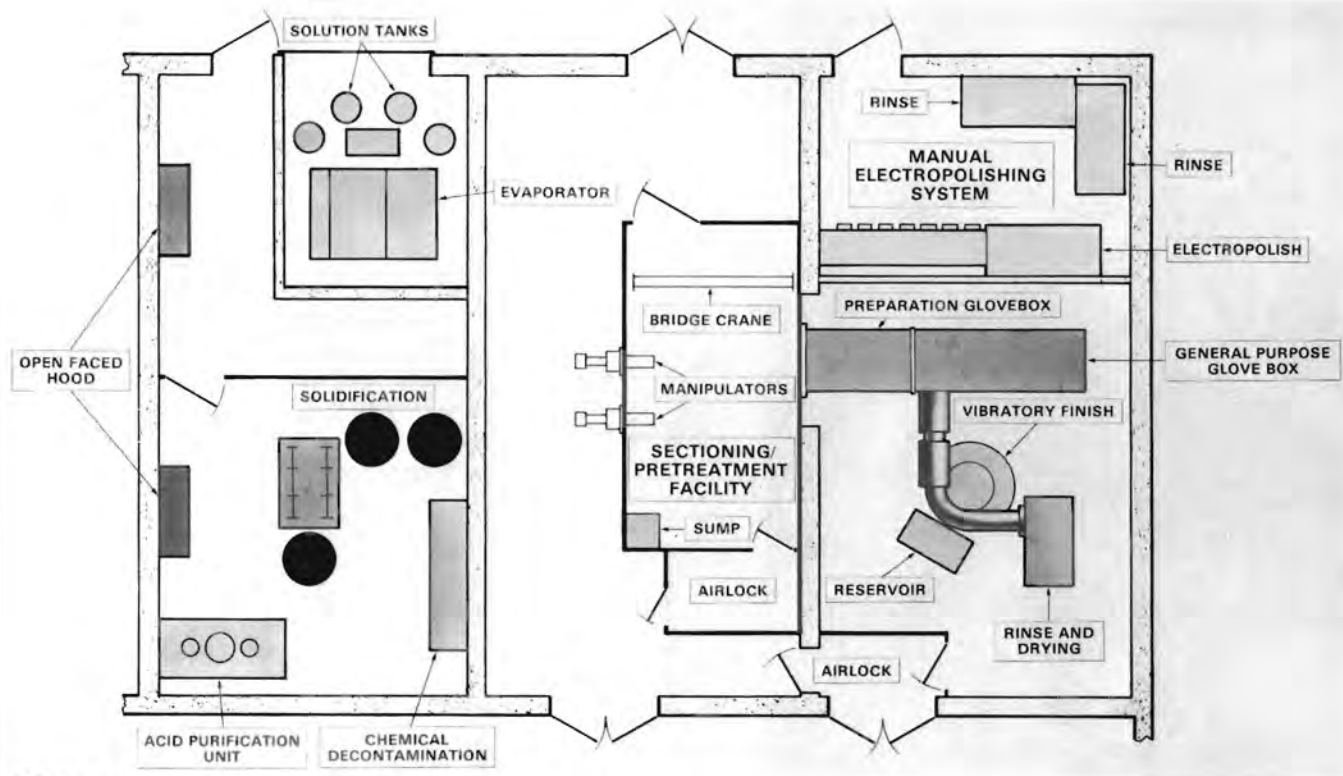 SOLUTION TANKS
RINSE
MANUAL
ELECTROPOLISHING
SYSTEM
RINSE
EVAPORATOR
ELECTROPOLISH
BRIDGE CRANE
PREPARATION GLOVEBOX
OPEN FACED
HOOD
GENERAL PURPOSE
GLOVE BOX
SOLIDIFICATION
MANIPULATORS
VIBRATORY FINISH
SECTIONING/
PRETREATMENT
FACILITY
SUMP
AIRLOCK
RESERVOIR
RINSE AND
DRYING
AIRLOCK
ACID PURIFICATION
UNIT
CHEMICAL
DECONTAMINATION